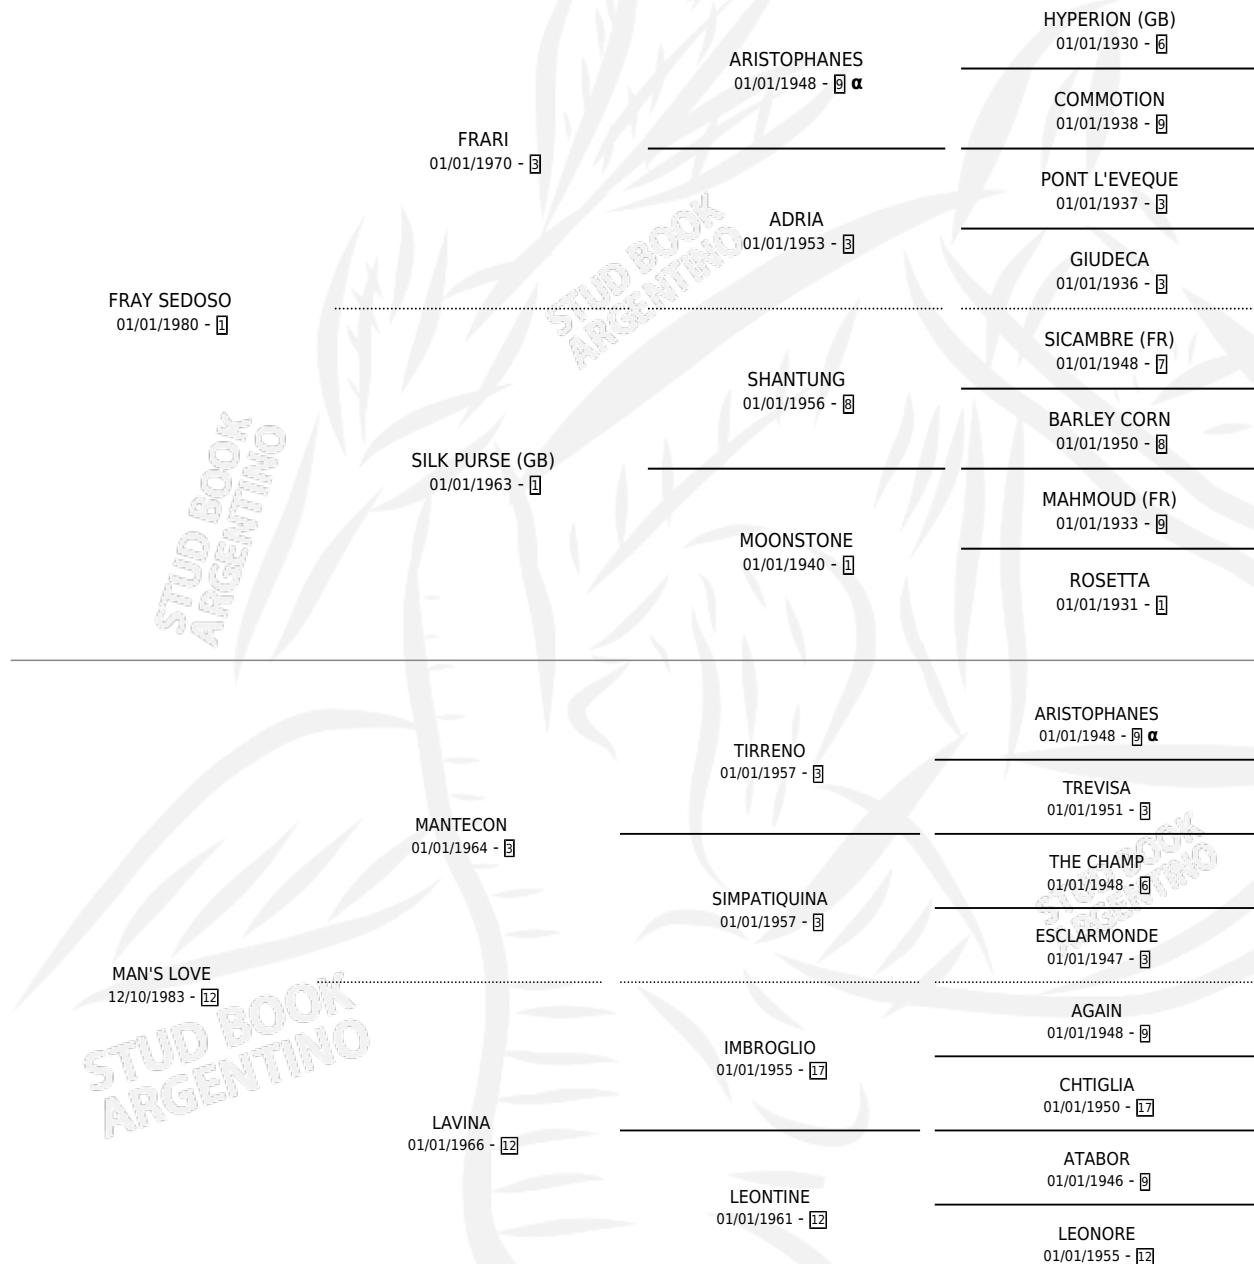 HYPERION (GB)
01/01/1930 - 6
ARISTOPHANES
01/01/1948 - 9 α
COMMOTION
01/01/1938 - 9
FRARI
01/01/1970 - 3
PONT L'EVEQUE
01/01/1937 - 3
ADRIA
01/01/1953 - 3
GIUDECA
01/01/1936 - 3
FRAY SEDOSO
01/01/1980 - 1
SICAMBRE (FR)
01/01/1948 - 7
SHANTUNG
01/01/1956 - 8
BARLEY CORN
01/01/1950 - 8
SILK PURSE (GB)
01/01/1963 - 1
MAHMOUD (FR)
01/01/1933 - 9
MOONSTONE
01/01/1940 - 1
ROSETTA
01/01/1931 - 1
STUD BOOK
ARGENTINO
STUD BOOK
ARGENTINO
ARISTOPHANES
01/01/1948 - 9 α
TIRRENO
01/01/1957 - 3
TREVISA
01/01/1951 - 3
MANTECON
01/01/1964 - 3
THE CHAMP
01/01/1948 - 6
SIMPATIQUINA
01/01/1957 - 3
ESCLARMONDE
01/01/1947 - 3
MAN'S LOVE
12/10/1983 - 12
AGAIN
01/01/1948 - 9
IMBROGLIO
01/01/1955 - 17
CHTIGLIA
01/01/1950 - 17
LAVINA
01/01/1966 - 12
ATABOR
01/01/1946 - 9
LEONTINE
01/01/1961 - 12
LEONORE
01/01/1955 - 12
STUD BOOK
ARGENTINO
STUD BOOK
ARGENTINO